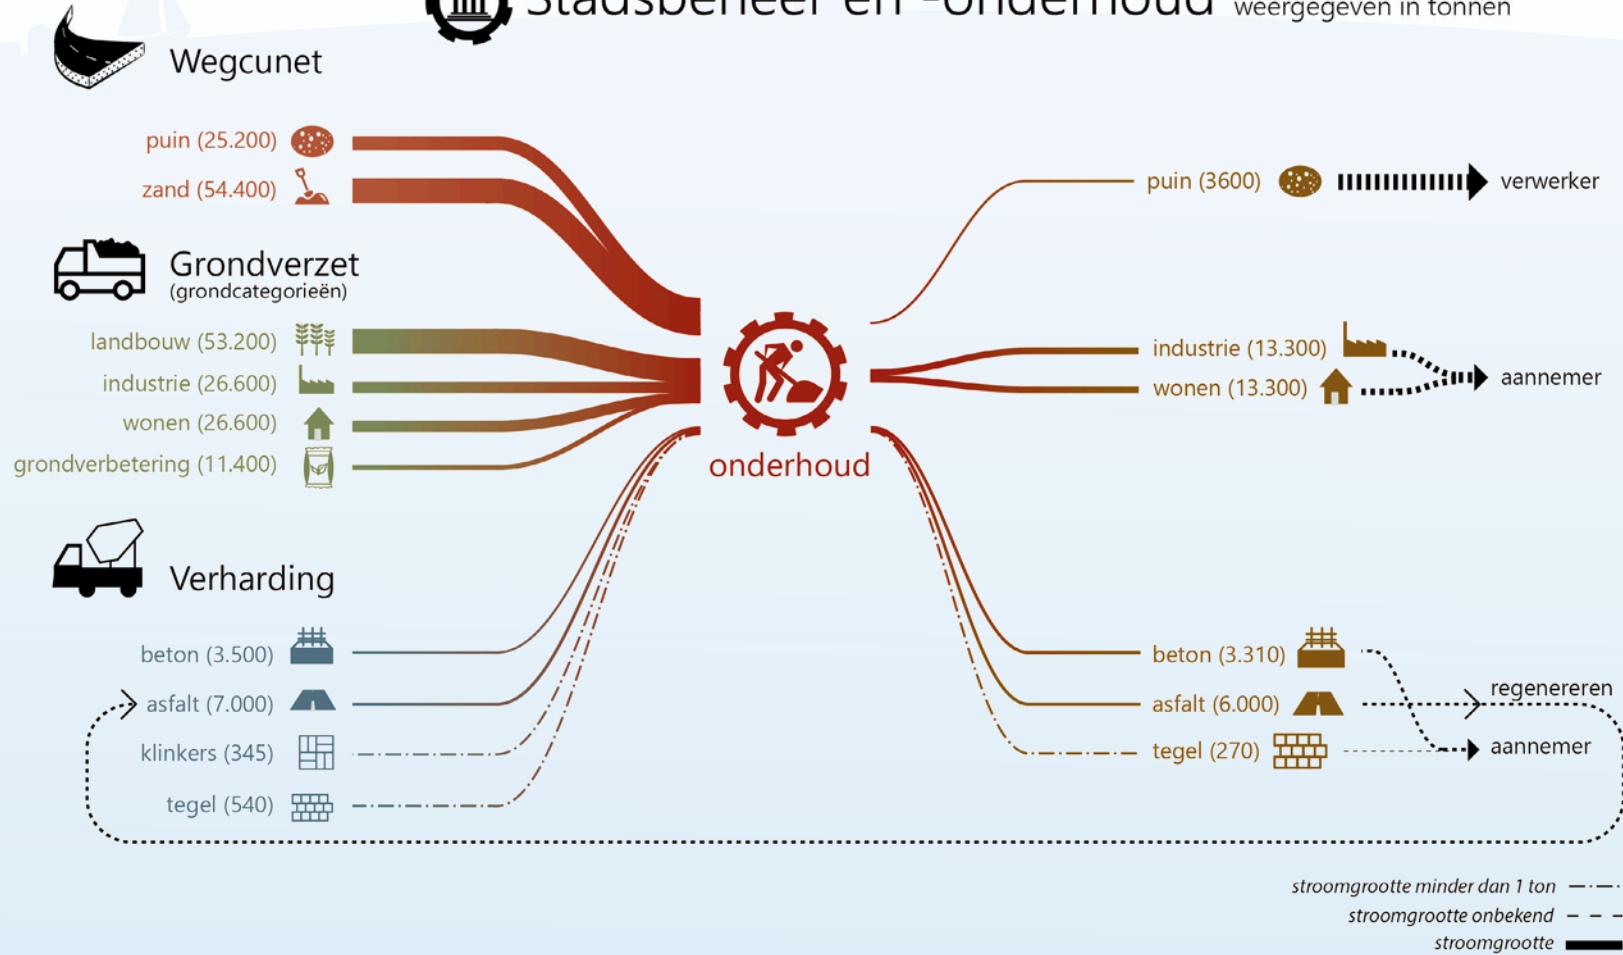 Stadsbeheer en -onderhoud weergegeven in tonnen
Wegcunet
puin (25.200)
zand (54.400)
Grondverzet
(grondcategorieën)
landbouw (53.200)
industrie (26.600)
wonen (26.600)
grondverbetering (11.400)
Verharding
beton (3.500)
asfalt (7.000)
klinkers (345)
tegel (540)
onderhoud
puin (3600)
verwerker
industrie (13.300)
wonen (13.300)
aannemer
beton (3.310)
asfalt (6.000)
tegel (270)
regenereren
aannemer
stroomgrootte minder dan 1 ton
stroomgrootte onbekend
stroomgrootte